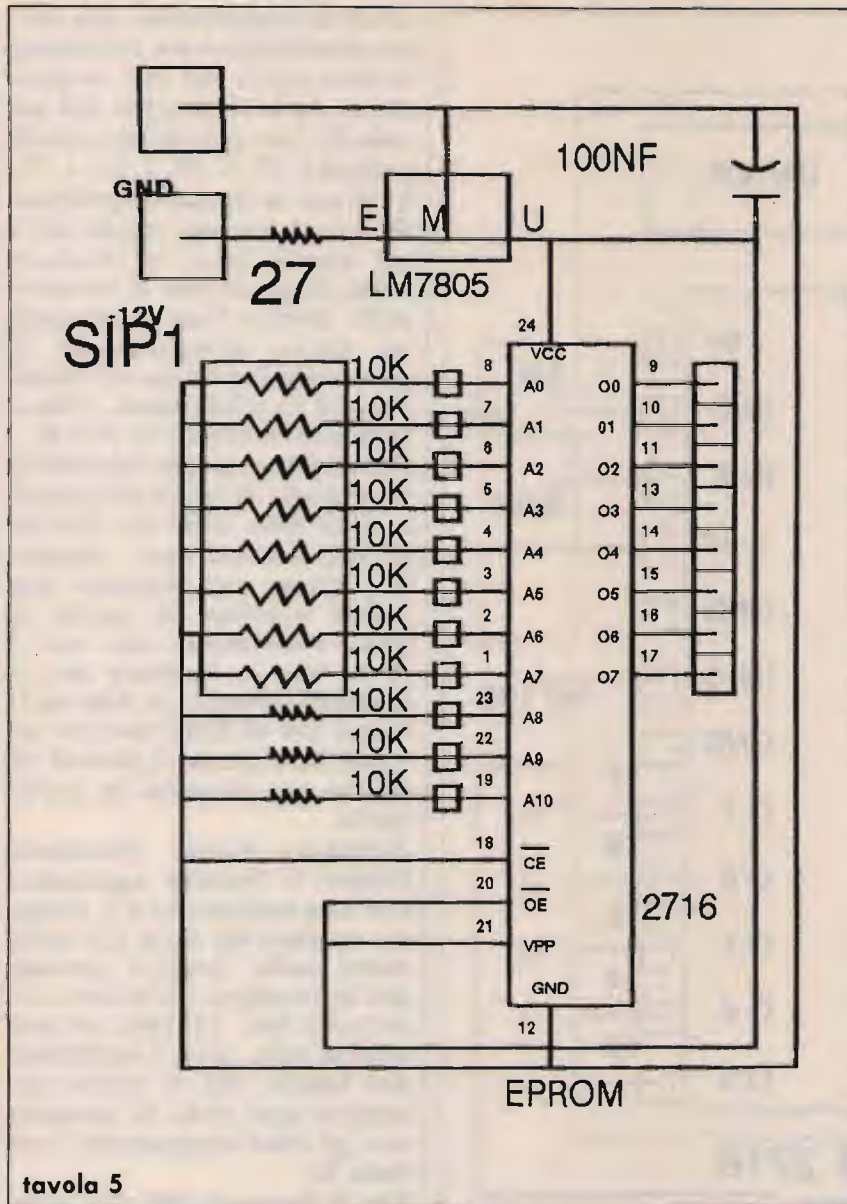 100NF
GND
E M U
27
LM7805
-12V
SIP1
24
VCC
10K 8 A0 O0 9
10K 7 A1 01 10
10K 6 A2 O2 11
10K 5 A3 O3 13
10K 4 A4 O4 14
10K 3 A5 O5 15
10K 2 A6 O6 16
10K 1 A7 O7 17
10K 23 A8
10K 22 A9
10K 19 A10
18 CE
20 OE
2716
21 VPP
GND
12
EPROM
tavola 5